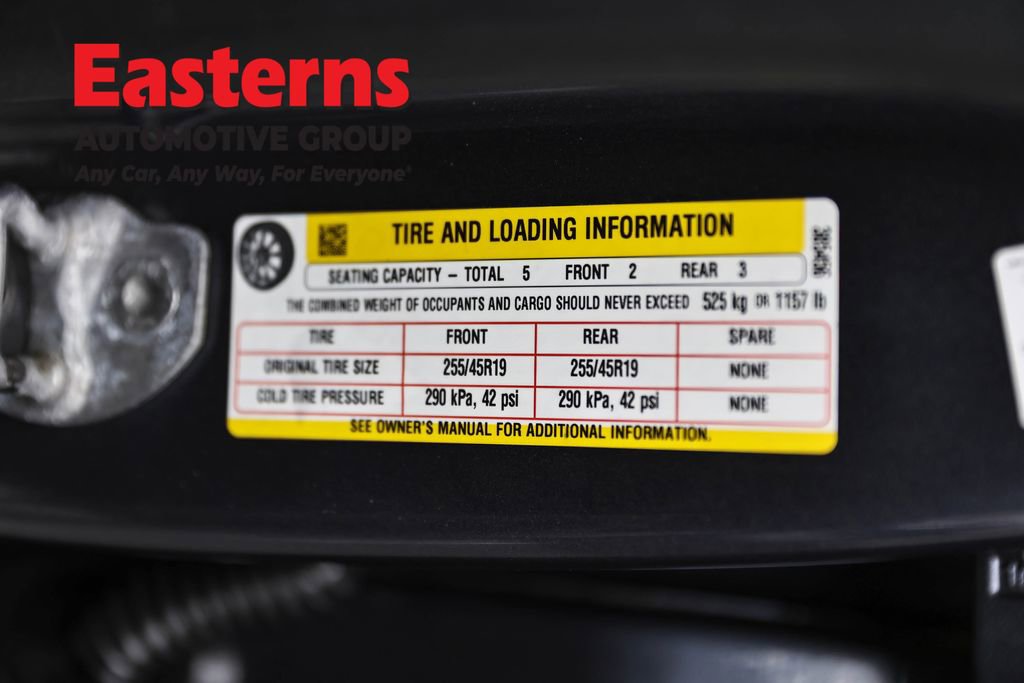 Easterns
AUTOMOTIVE GROUP
Any Car, Any Way, For Everyone
TIRE AND LOADING INFORMATION
SEATING CAPACITY – TOTAL 5 FRONT 2 REAR 3
THE COMBINED WEIGHT OF OCCUPANTS AND CARGO SHOULD NEVER EXCEED 525 kg OR 1157 lb
TIRE FRONT REAR SPARE
ORIGINAL TIRE SIZE 255/45R19 255/45R19 NONE
COLD TIRE PRESSURE 290 kPa, 42 psi 290 kPa, 42 psi NONE
SEE OWNER'S MANUAL FOR ADDITIONAL INFORMATION.